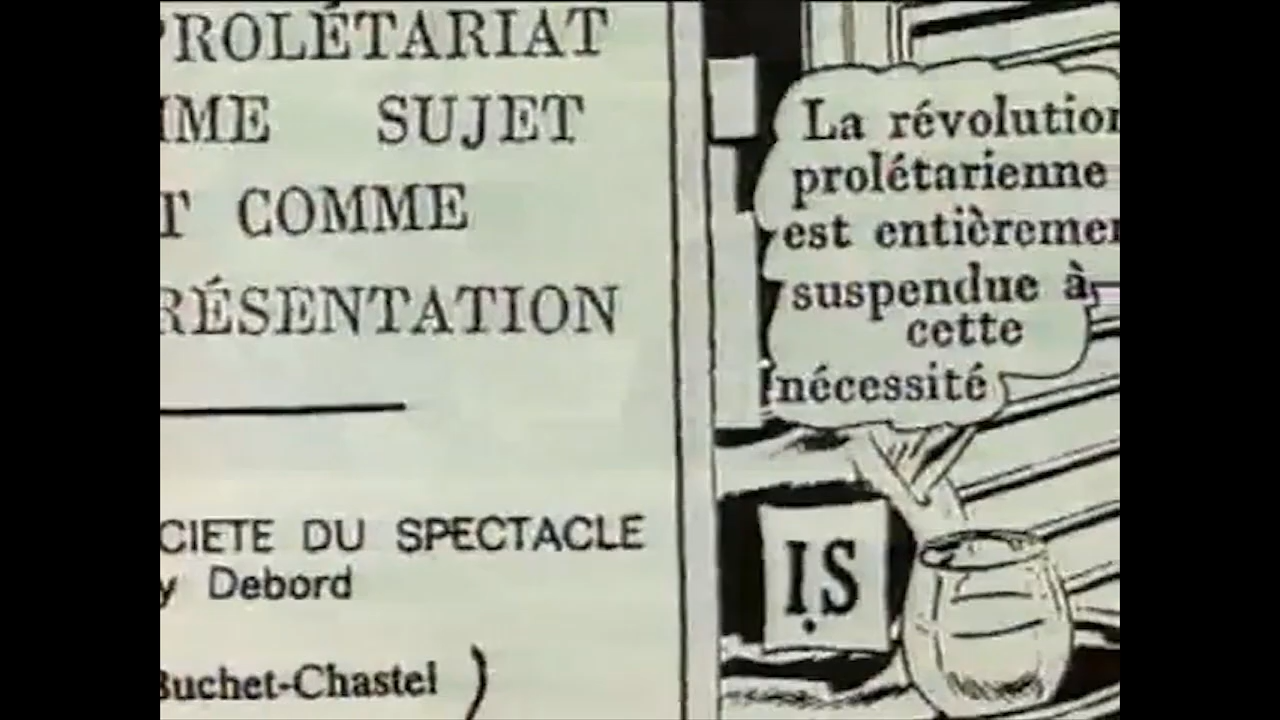 PROLÉTARIAT
MME SUJET
T COMME
RÉSENTATION
CIETE DU SPECTACLE
y Debord
Buchet-Chastel )
La révolution
prolétarienne
est entièremen
suspendue à
cette
nécessité
IS